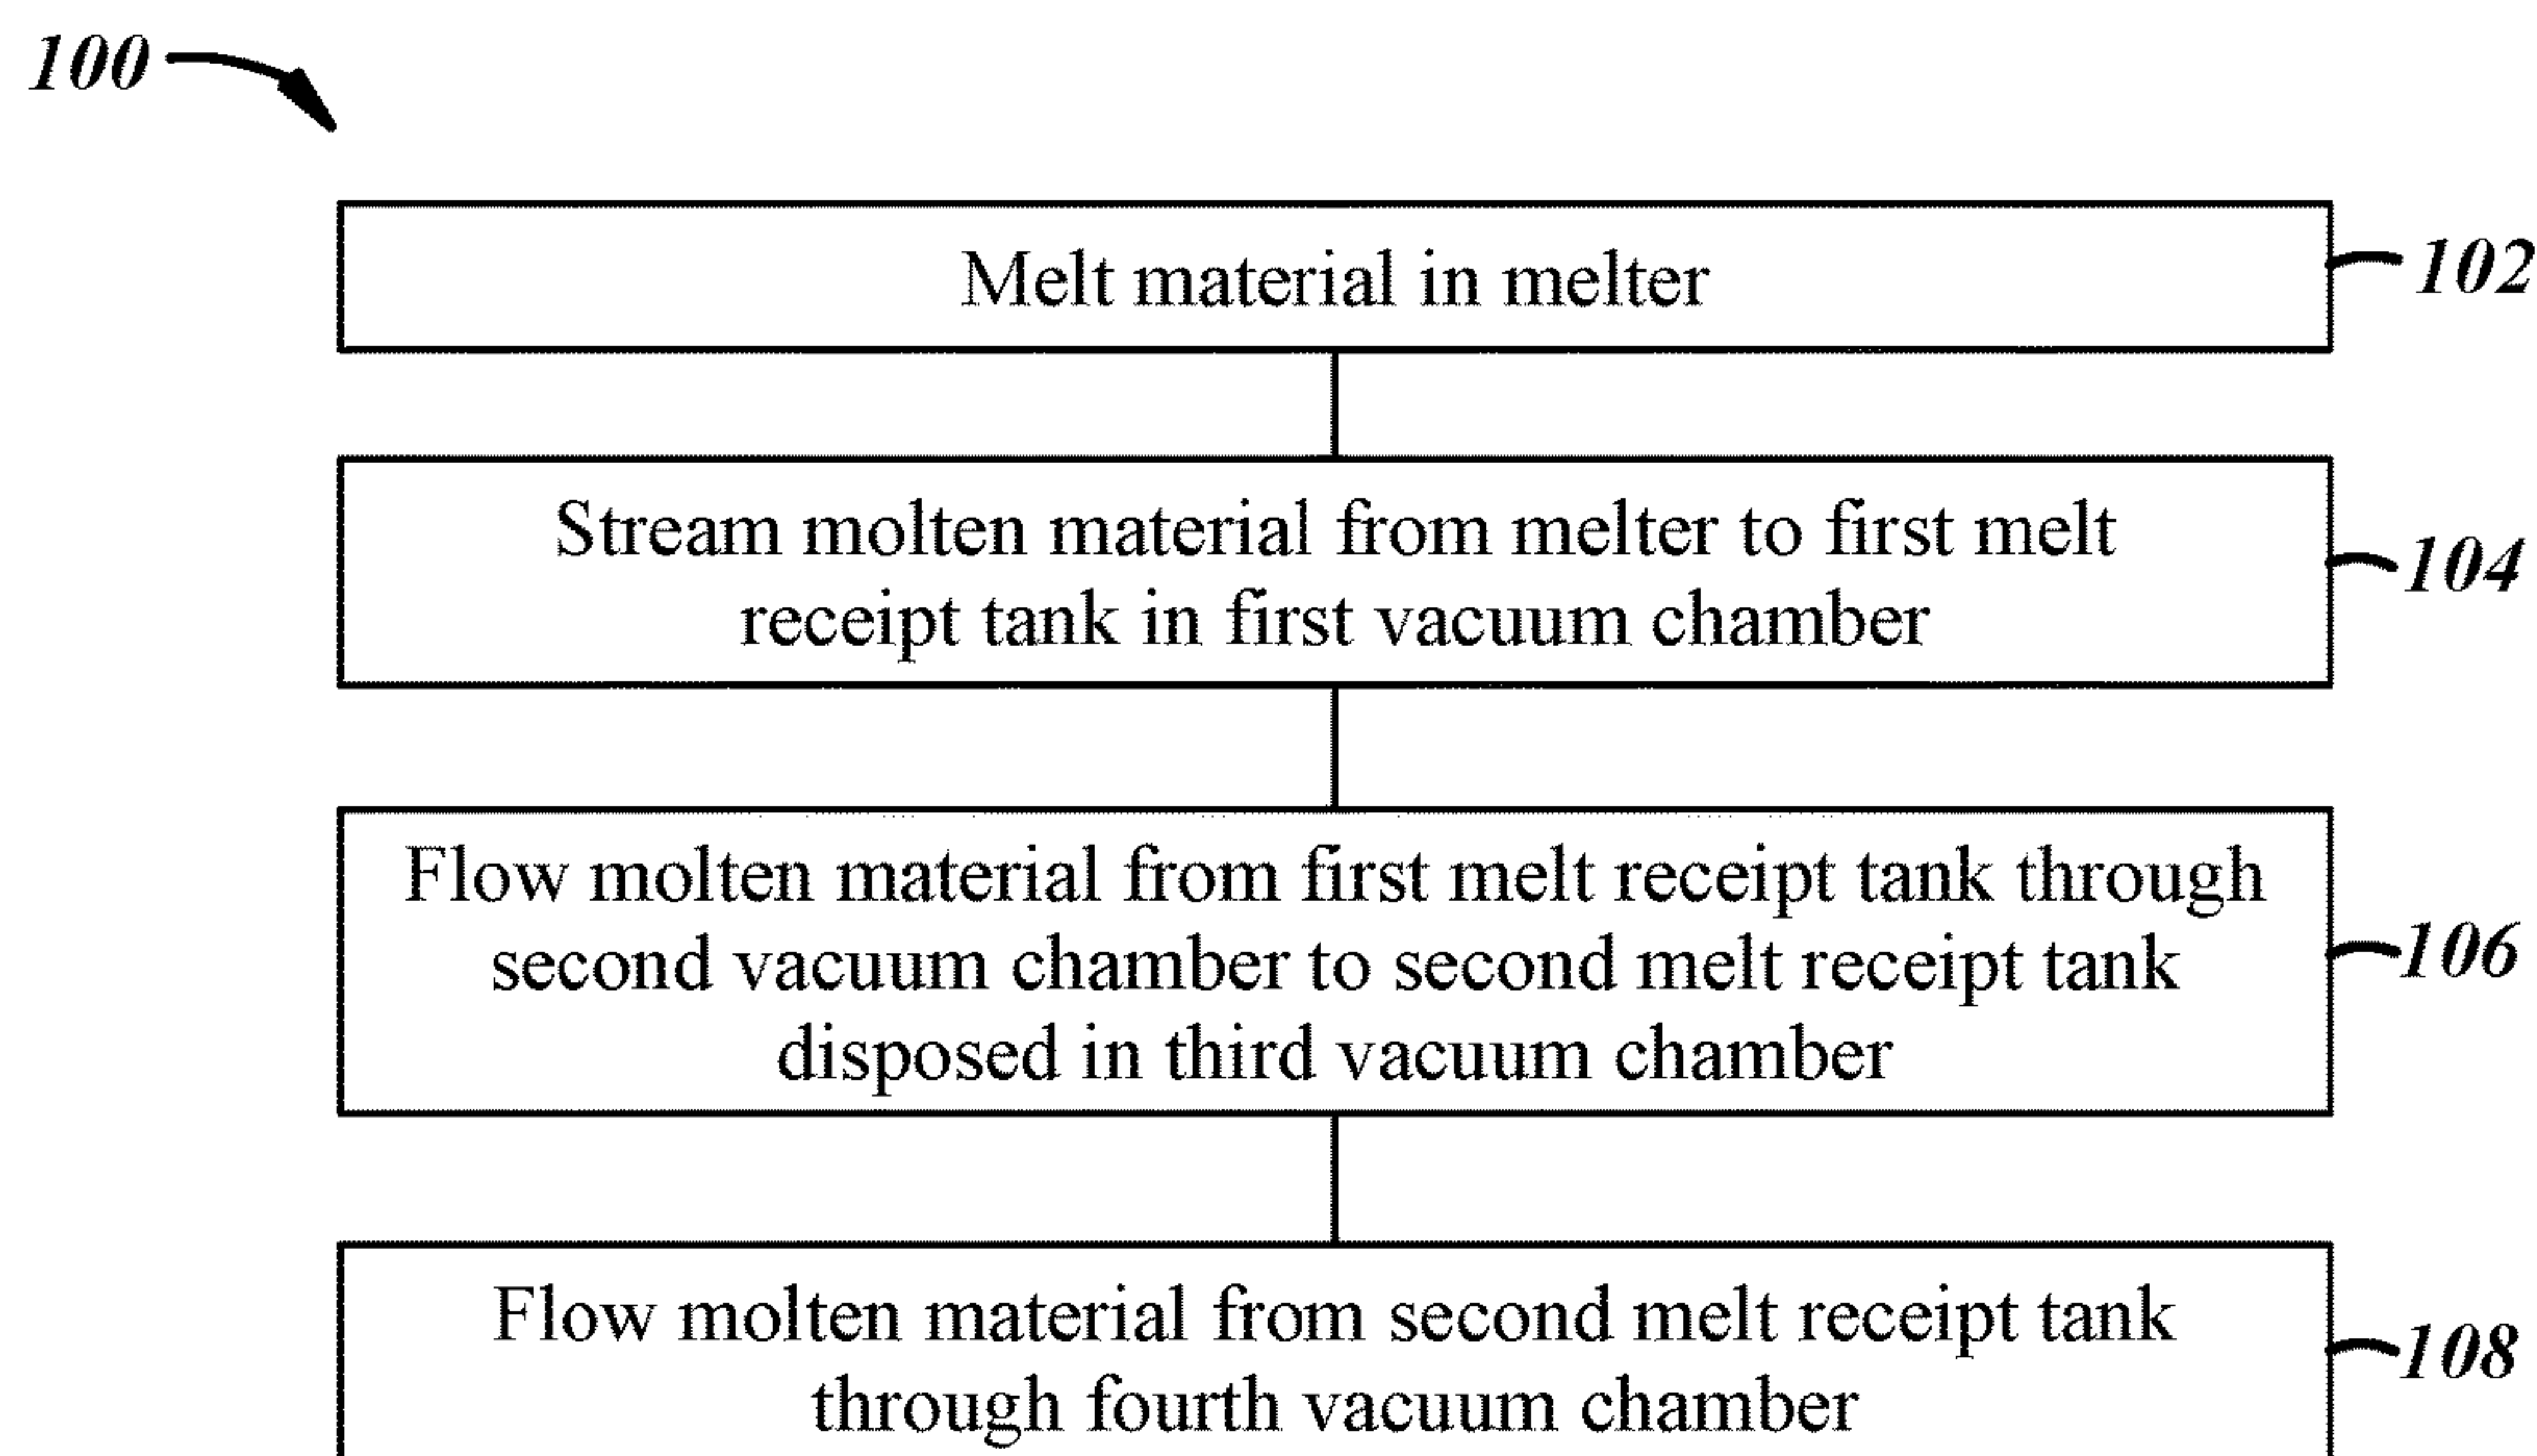 100
Melt material in melter
102
Stream molten material from melter to first melt
receipt tank in first vacuum chamber
104
Flow molten material from first melt receipt tank through
second vacuum chamber to second melt receipt tank
disposed in third vacuum chamber
106
Flow molten material from second melt receipt tank
through fourth vacuum chamber
108